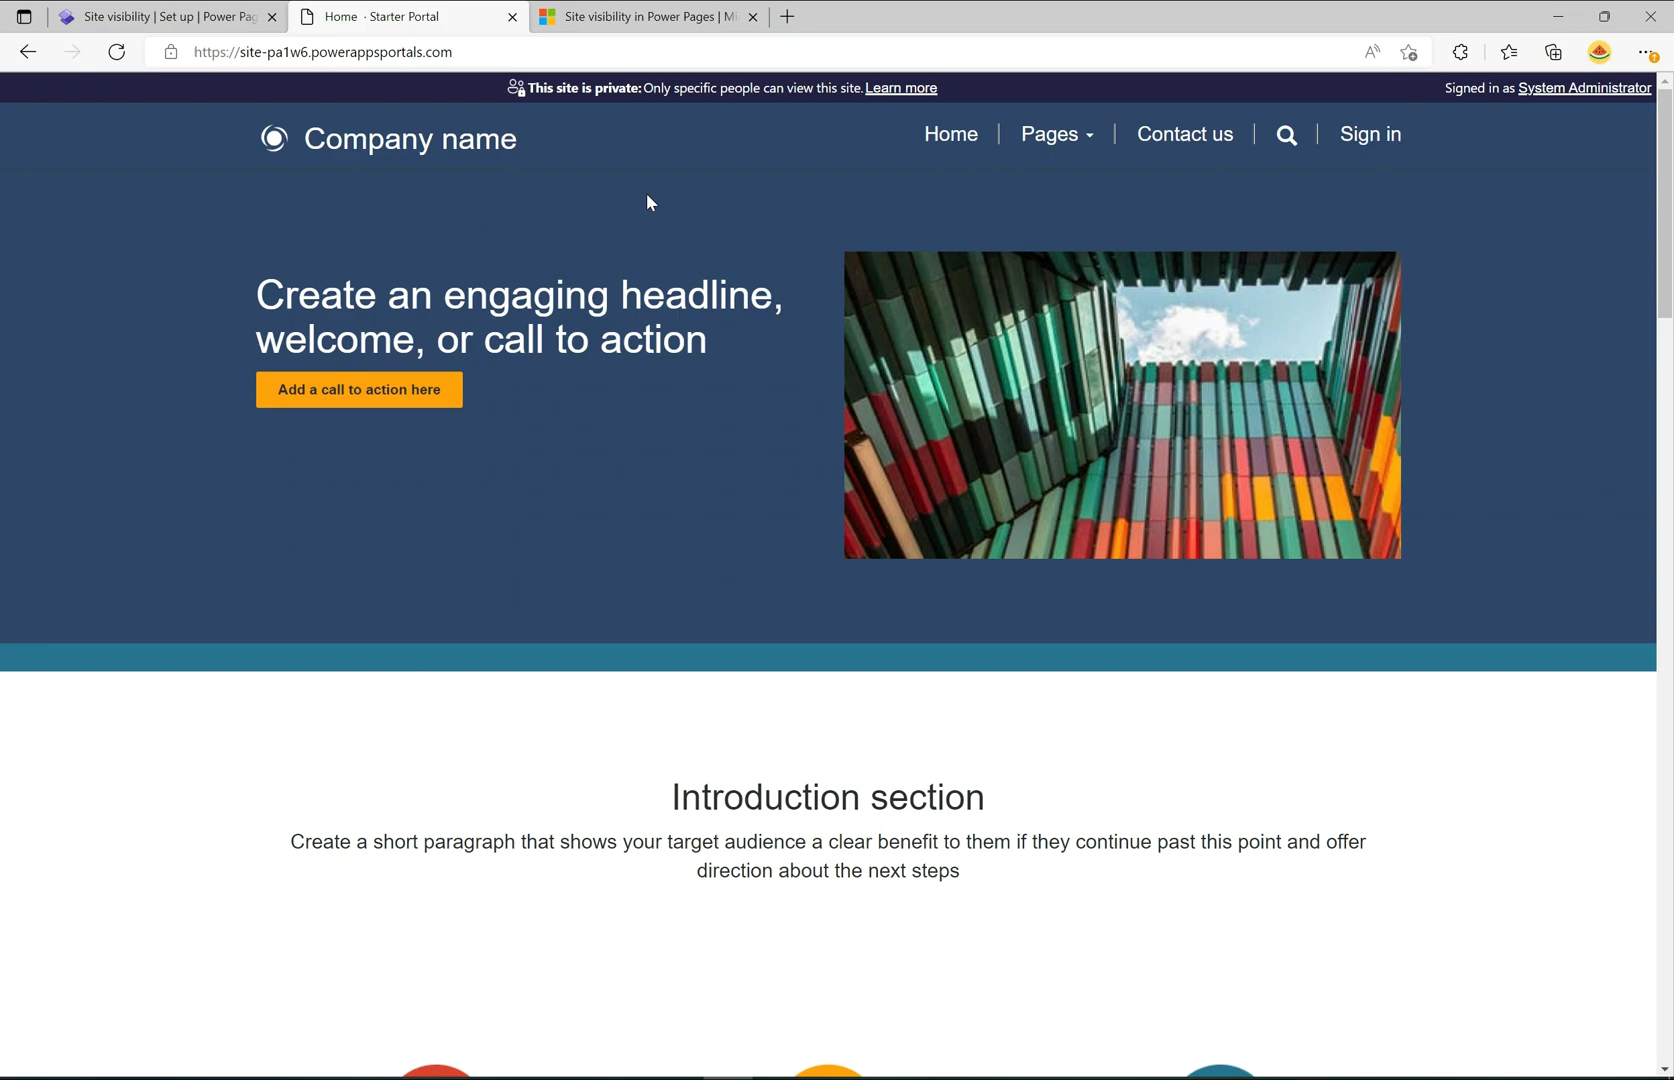 Site visibility | Set up | Power Pag
Home · Starter Portal
Site visibility in Power Pages | Mi
https://site-pa1w6.powerappsportals.com
This site is private: Only specific people can view this site. Learn more
Signed in as System Administrator
Company name
Home
Pages
Contact us
Sign in
Create an engaging headline,
welcome, or call to action
Add a call to action here
Introduction section
Create a short paragraph that shows your target audience a clear benefit to them if they continue past this point and offer
direction about the next steps